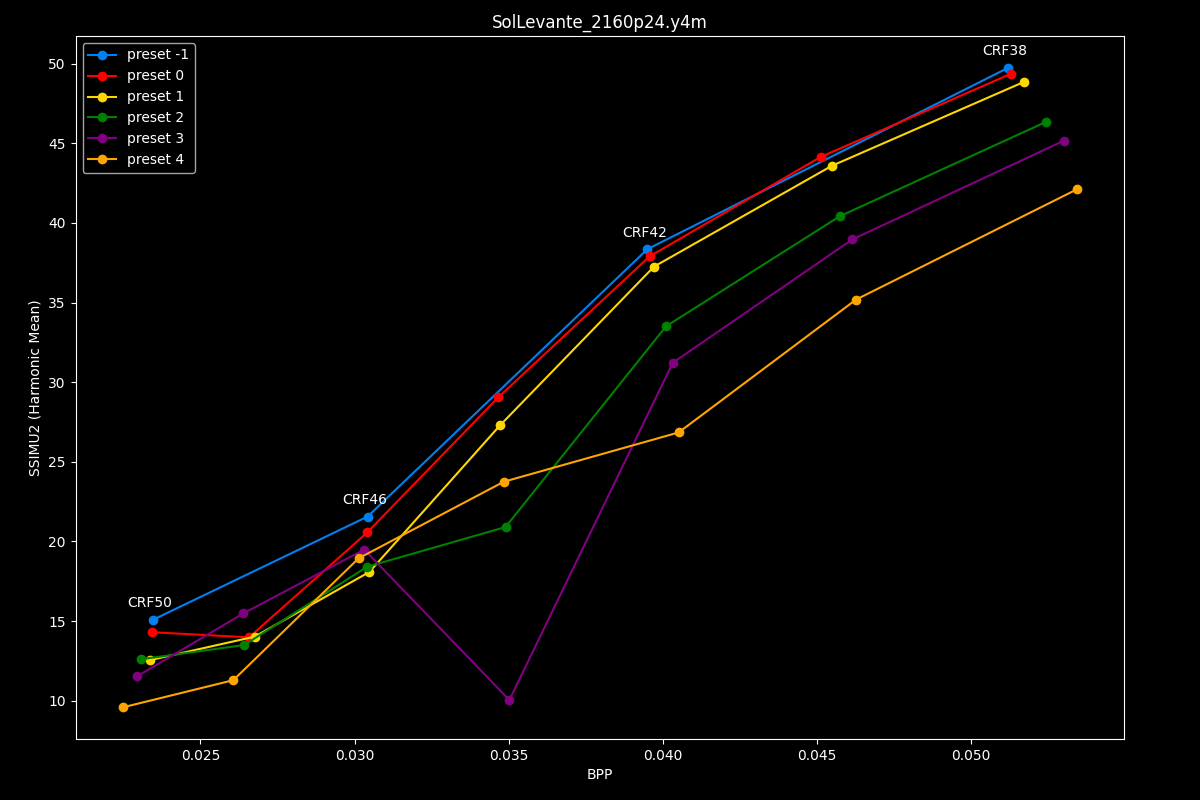 SolLevante_2160p24.y4m
preset -1
preset 0
preset 1
preset 2
preset 3
preset 4
CRF38
CRF42
CRF46
CRF50
50
45
40
35
30
25
20
15
10
SSIMU2 (Harmonic Mean)
0.025 0.030 0.035 0.040 0.045 0.050
BPP